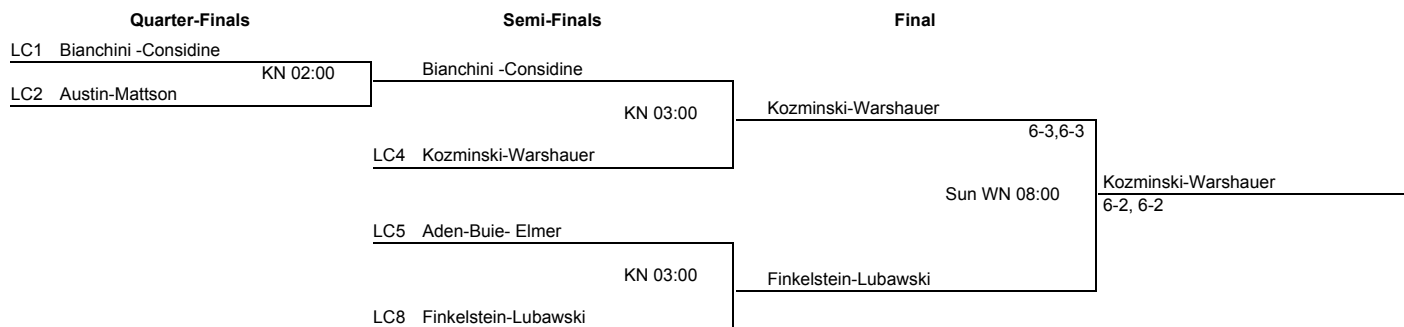 Quarter-Finals Semi-Finals Final
LC1 Bianchini -Considine
KN 02:00
Bianchini -Considine
LC2 Austin-Mattson
KN 03:00
Kozminski-Warshauer
6-3,6-3
LC4 Kozminski-Warshauer
Sun WN 08:00
Kozminski-Warshauer
6-2, 6-2
LC5 Aden-Buie- Elmer
KN 03:00
Finkelstein-Lubawski
LC8 Finkelstein-Lubawski